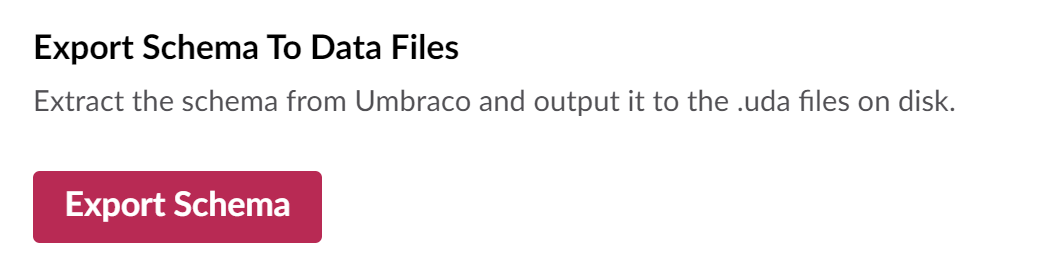 Export Schema To Data Files
Extract the schema from Umbraco and output it to the .uda files on disk.
Export Schema